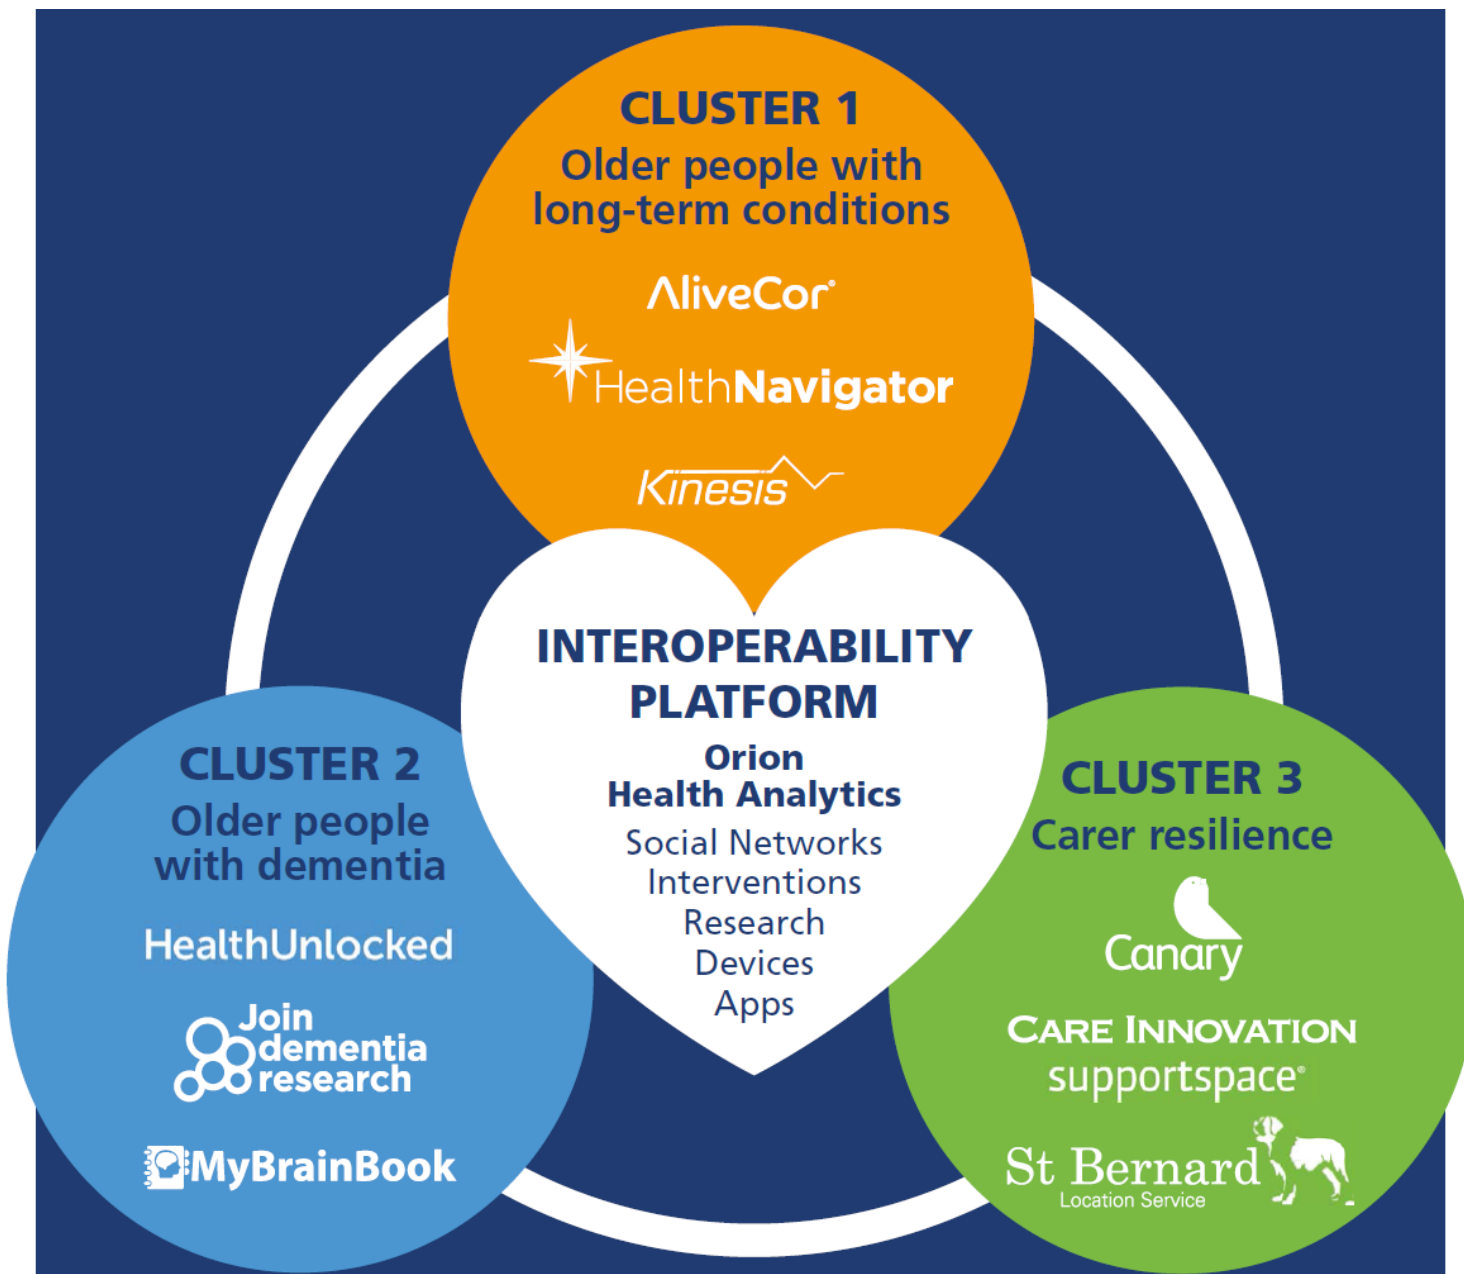 CLUSTER 1
Older people with
long-term conditions
AliveCor®
HealthNavigator
Kinesis
INTEROPERABILITY
PLATFORM
Orion
Health Analytics
Social Networks
Interventions
Research
Devices
Apps
CLUSTER 2
Older people
with dementia
HealthUnlocked
Join
dementia
research
MyBrainBook
CLUSTER 3
Carer resilience
Canary
CARE INNOVATION
supportspace®
St Bernard
Location Service